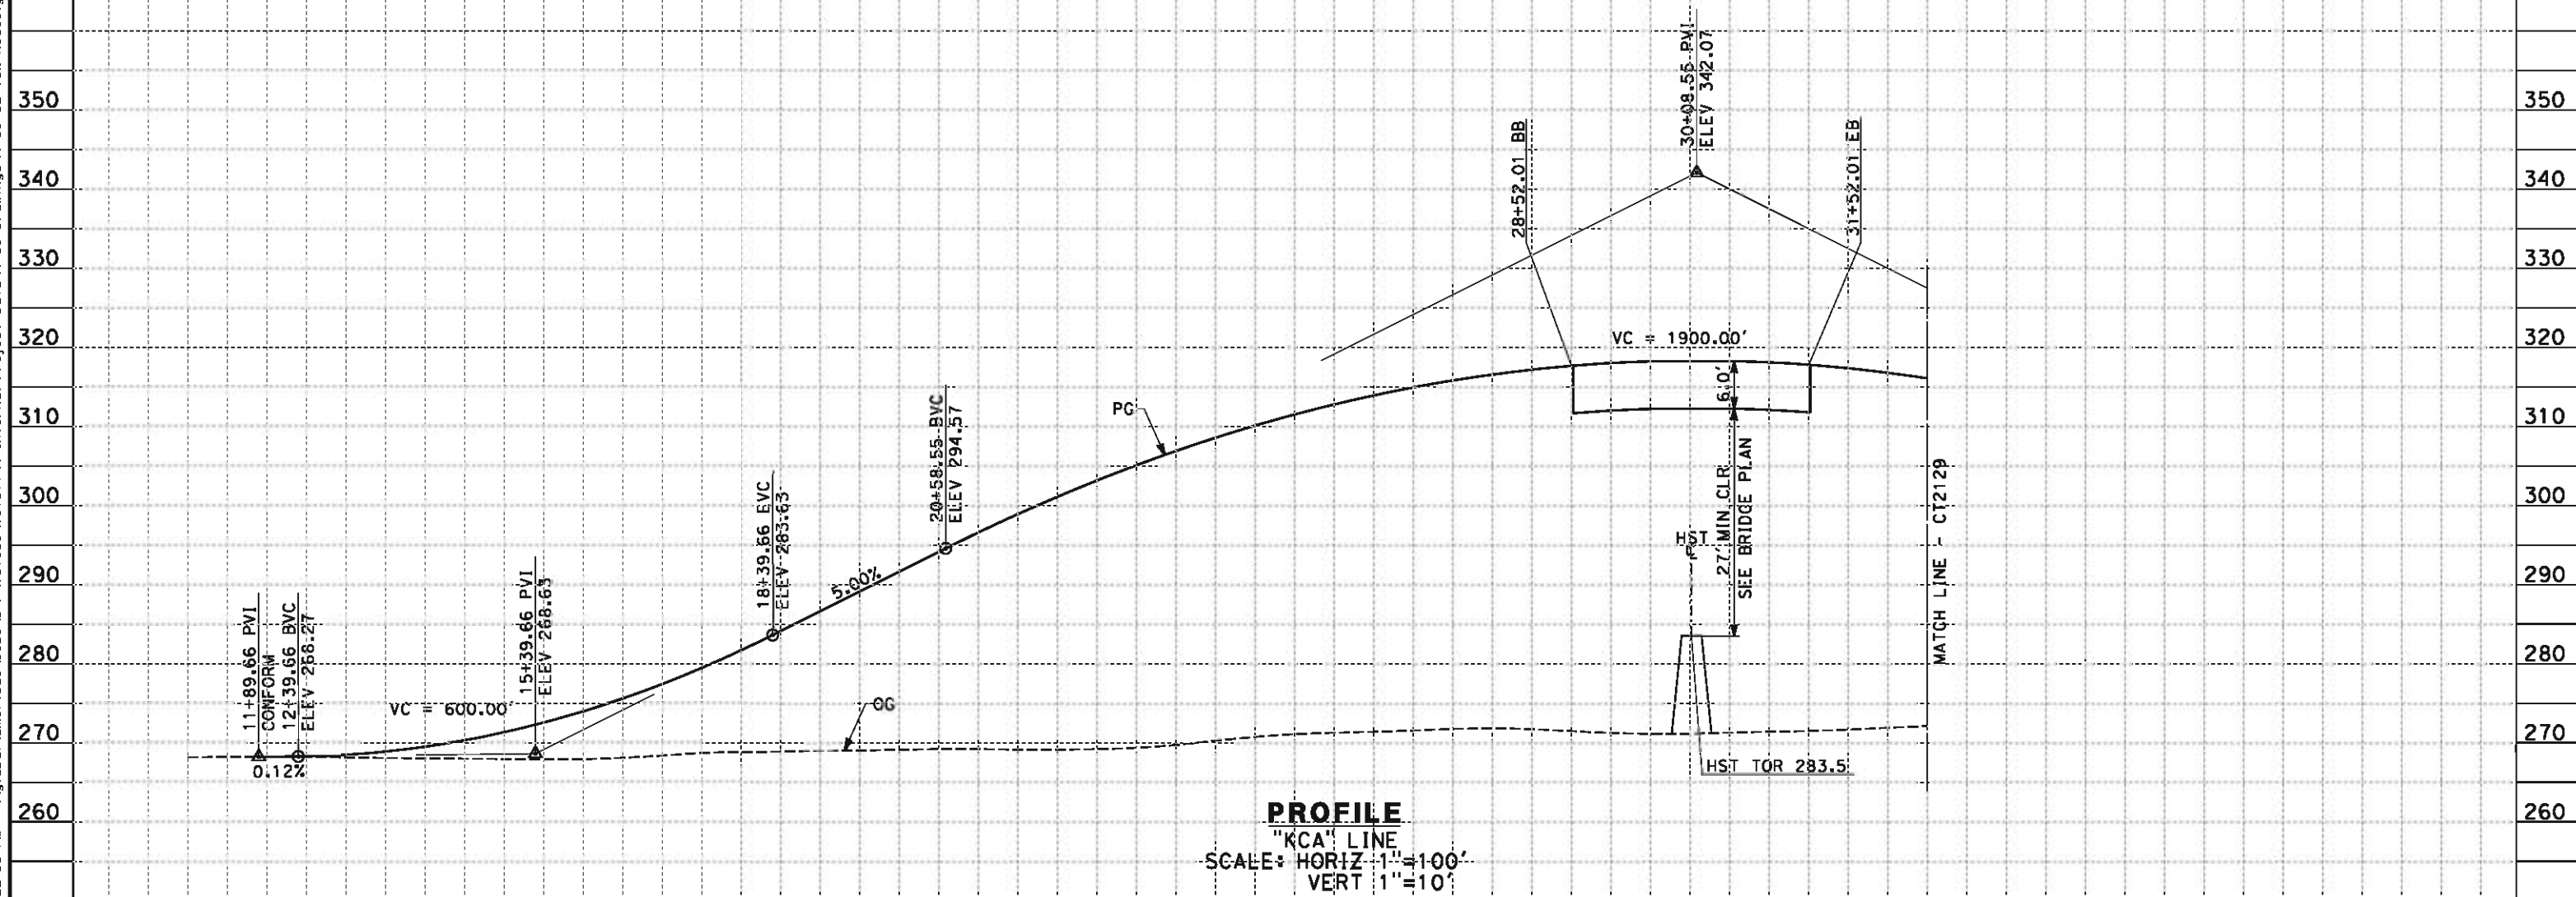 350
340
330
320
310
300
290
280
270
260
11+89.66 PVI
CONFORM
12+39.66 BVC
ELEV 268.27
0.12%
VC = 600.00'
15+39.66 PVI
ELEV 268.63
18+39.66 EVC
ELEV 283.63
5.00%
20+58.55 BVC
ELEV 294.57
PG
OG
28+52.01 BB
30+08.56 PVI
ELEV 342.07
31+52.01 EB
VC = 1900.00'
6.0'
27' MIN CLR
SEE BRIDGE PLAN
HST
HST TOR 283.5
MATCH LINE - CT2129
350
340
330
320
310
300
290
280
270
260
PROFILE
"KCA" LINE
SCALE: HORIZ 1"=100'
VERT 1"=10'